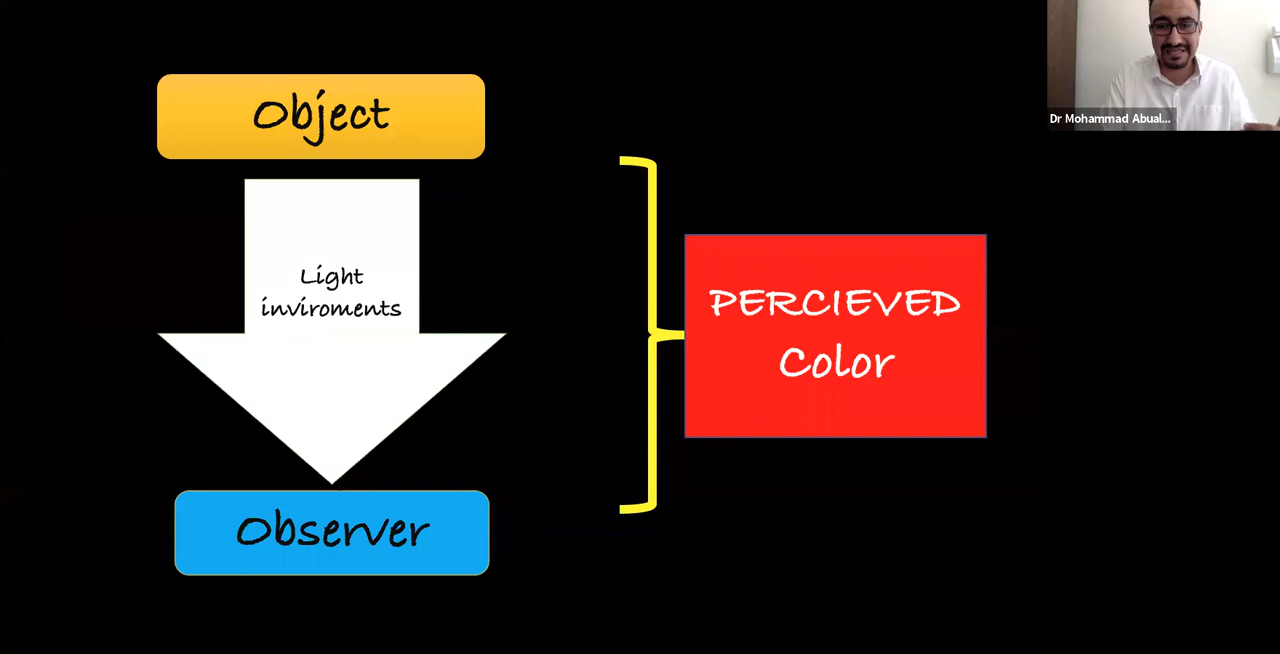 Object
Light
inviroments
Observer
PERCIEVED
Color
Dr Mohammad Abual...